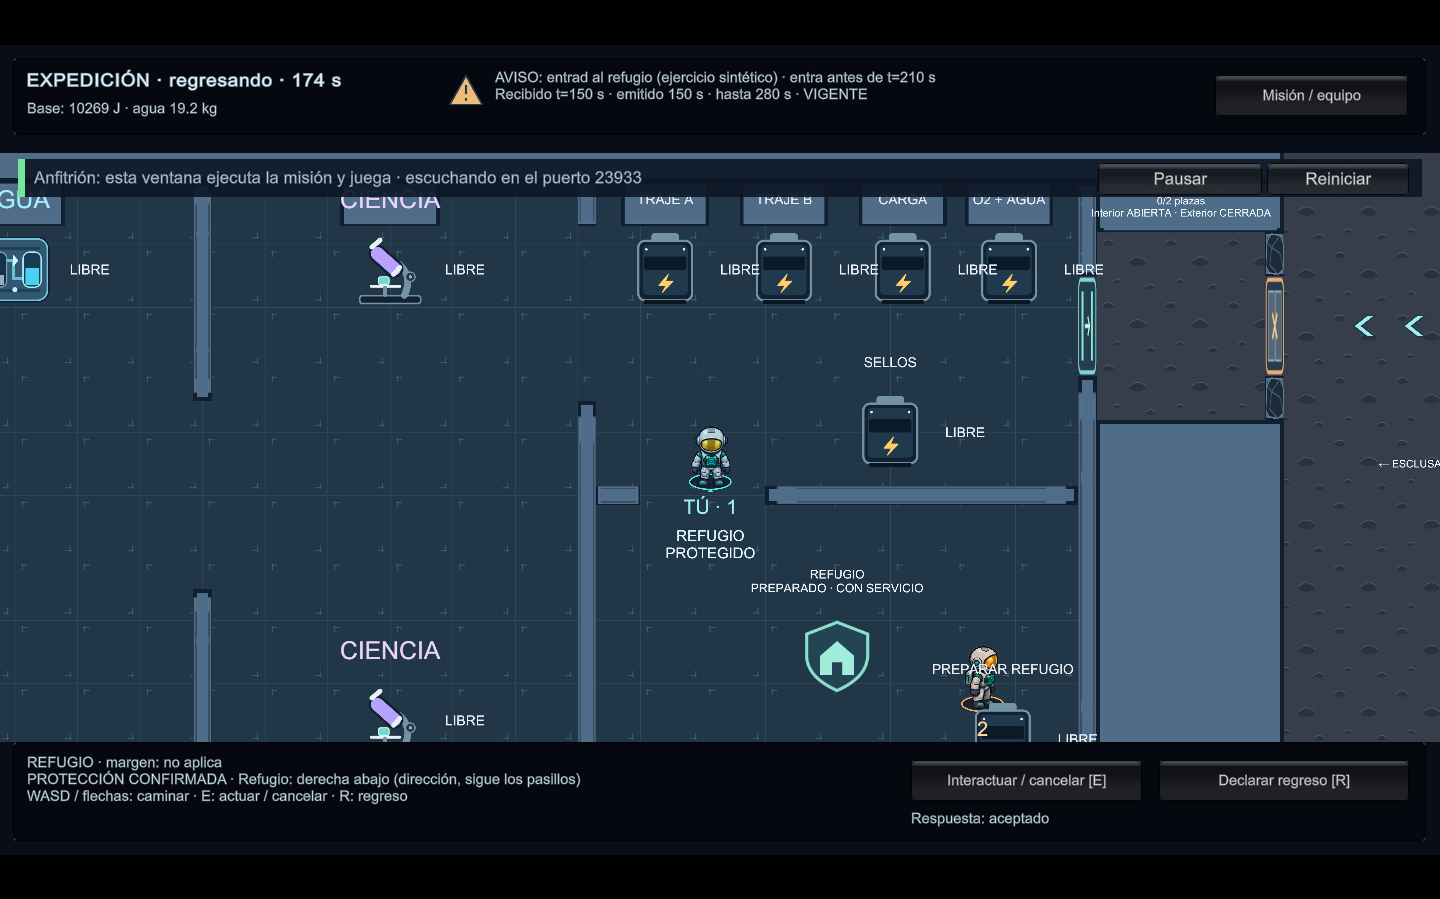 EXPEDICIÓN · regresando · 174 s
Base: 10269 J · agua 19.2 kg
AVISO: entrad al refugio (ejercicio sintético) · entra antes de t=210 s
Recibido t=150 s · emitido 150 s · hasta 280 s · VIGENTE
Misión / equipo
Anfitrión: esta ventana ejecuta la misión y juega · escuchando en el puerto 23933
Pausar
Reiniciar
GUA
CIENCIA
TRAJE A
TRAJE B
CARGA
O2 + AGUA
0/2 plazas
Interior ABIERTA · Exterior CERRADA
LIBRE
LIBRE
LIBRE
LIBRE
LIBRE
LIBRE
SELLOS
LIBRE
← ESCLUSA
TÚ · 1
REFUGIO
PROTEGIDO
REFUGIO
PREPARADO · CON SERVICIO
CIENCIA
PREPARAR REFUGIO
LIBRE
2
LIBRE
REFUGIO · margen: no aplica
PROTECCIÓN CONFIRMADA · Refugio: derecha abajo (dirección, sigue los pasillos)
WASD / flechas: caminar · E: actuar / cancelar · R: regreso
Interactuar / cancelar [E]
Declarar regreso [R]
Respuesta: aceptado